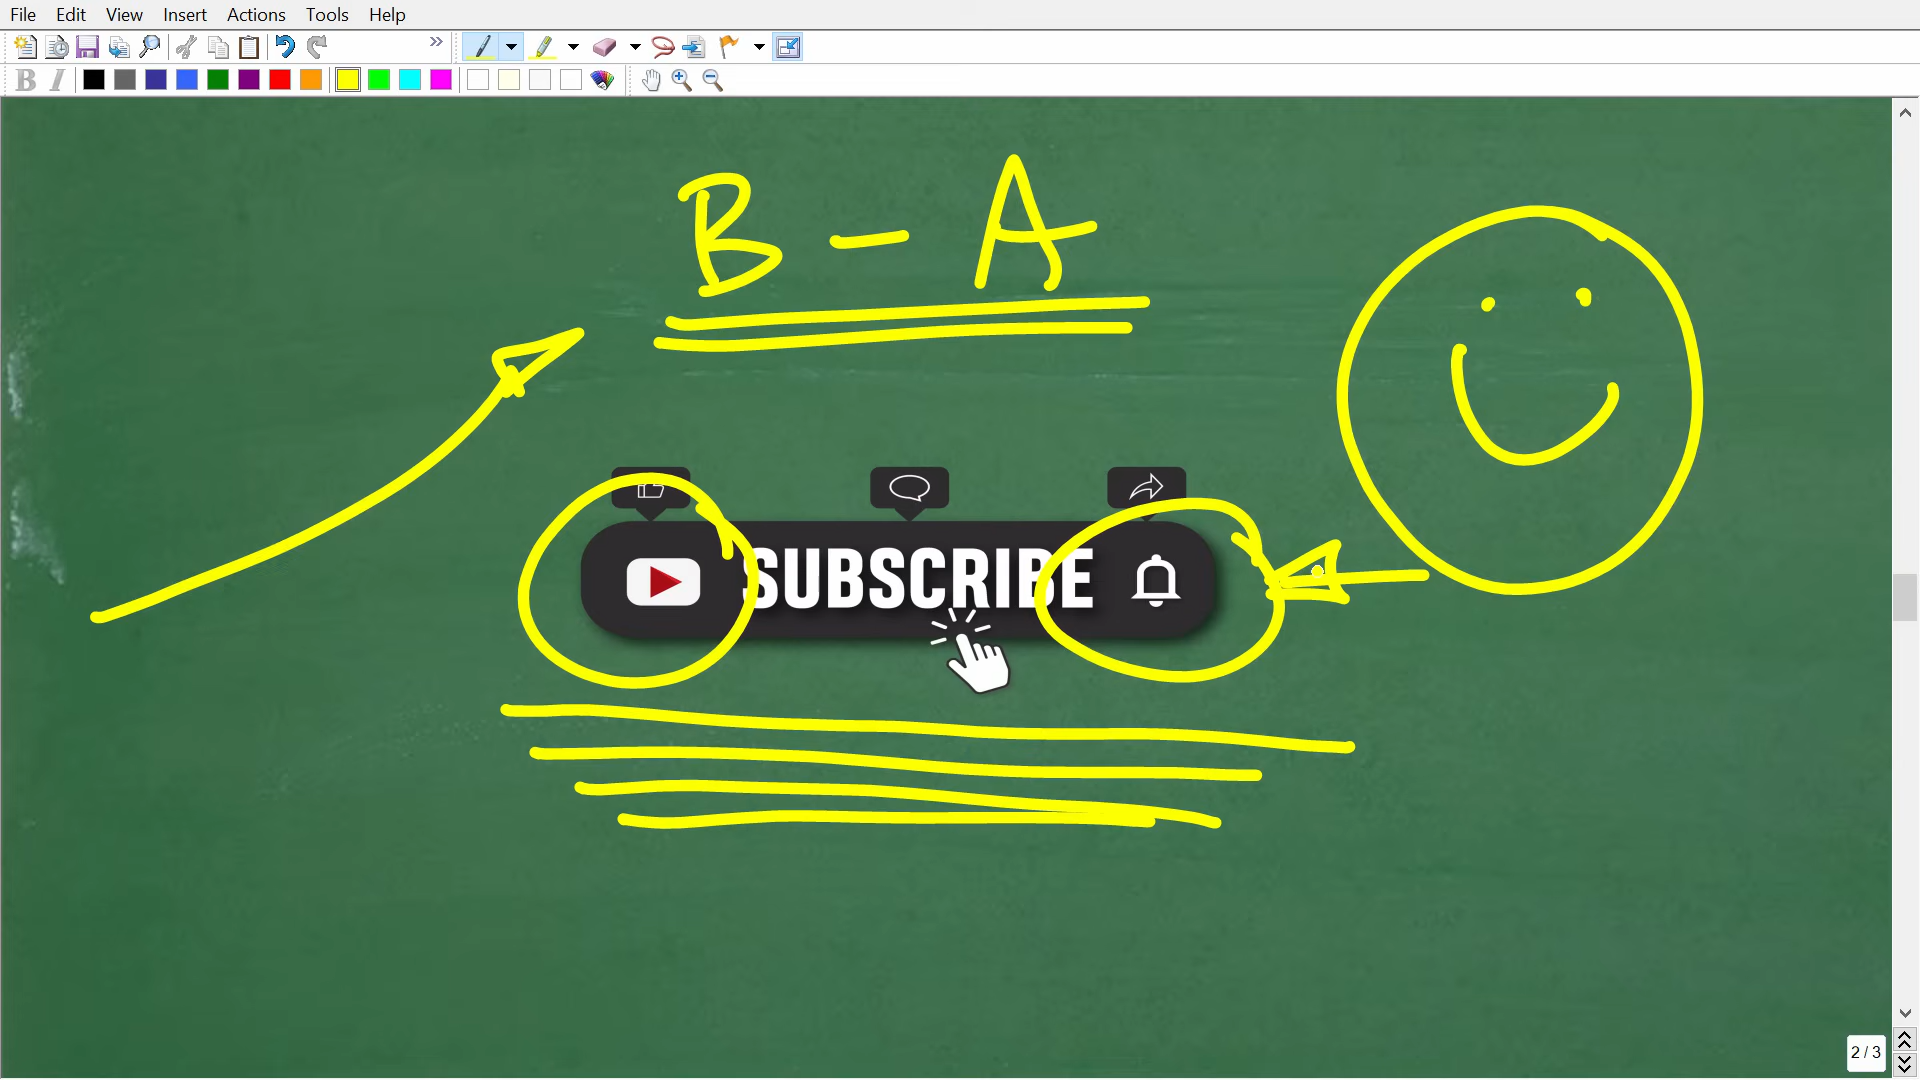 File Edit View Insert Actions Tools Help
B I
B - A
SUBSCRIBE
2 / 3